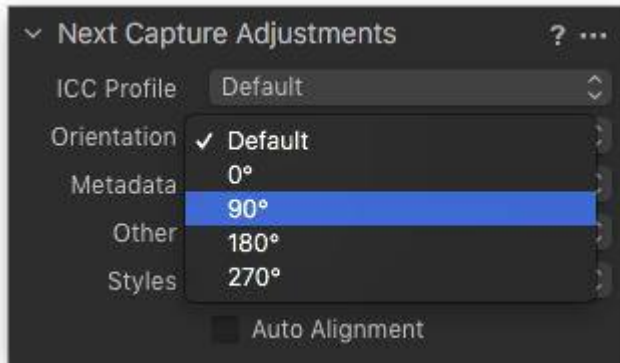 Next Capture Adjustments ? ···
ICC Profile Default
Orientation ✓ Default
0°
Metadata
90°
Other
180°
Styles
270°
Auto Alignment